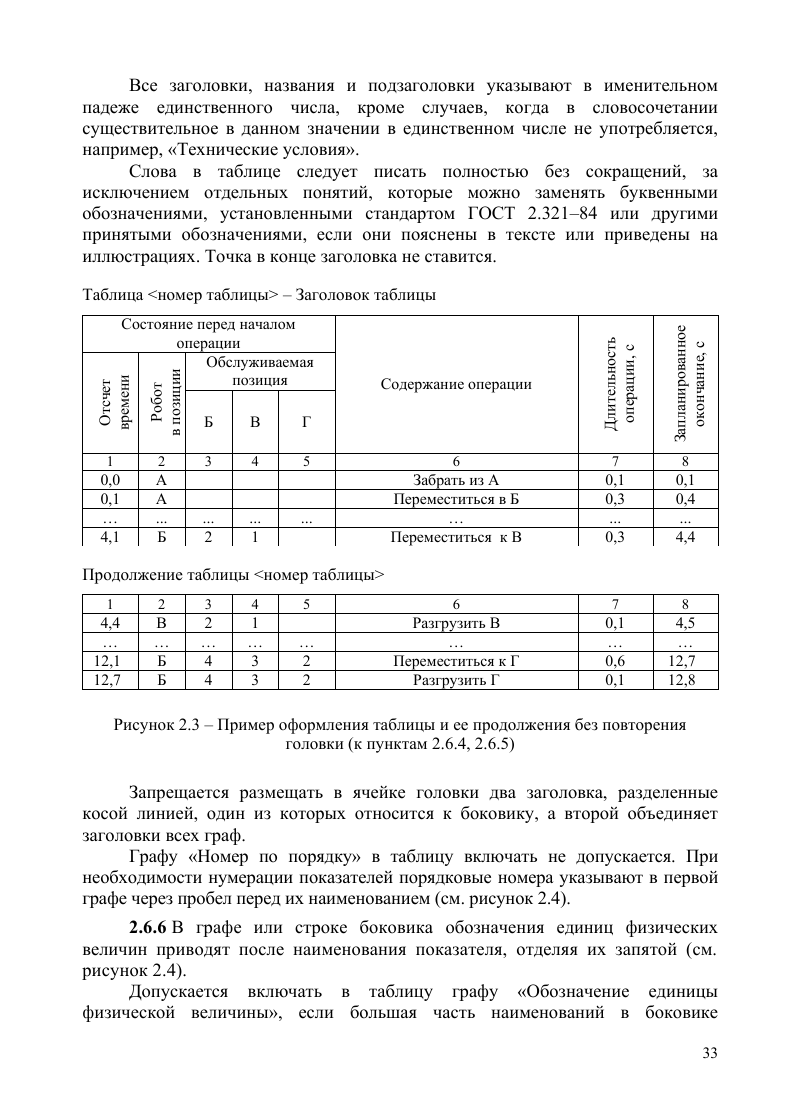 Все заголовки, названия и подзаголовки указывают в именительном
падеже единственного числа, кроме случаев, когда в словосочетании
существительное в данном значении в единственном числе не употребляется,
например, «Технические условия».
Слова в таблице следует писать полностью без сокращений, за
исключением отдельных понятий, которые можно заменять буквенными
обозначениями, установленными стандартом ГОСТ 2.321–84 или другими
принятыми обозначениями, если они пояснены в тексте или приведены на
иллюстрациях. Точка в конце заголовка не ставится.
Таблица <номер таблицы> – Заголовок таблицы
Состояние перед началом
операции
Отсчет
времени
Робот
в позиции
Обслуживаемая
позиция
Б В Г
Содержание операции
Длительность
операции, с
Запланированное
окончание, с
1 2 3 4 5 6 7 8
0,0 А Забрать из А 0,1 0,1
0,1 А Переместиться в Б 0,3 0,4
… ... ... ... ... … ... ...
4,1 Б 2 1 Переместиться к В 0,3 4,4
Продолжение таблицы <номер таблицы>
1 2 3 4 5 6 7 8
4,4 В 2 1 Разгрузить В 0,1 4,5
… … … … … … … …
12,1 Б 4 3 2 Переместиться к Г 0,6 12,7
12,7 Б 4 3 2 Разгрузить Г 0,1 12,8
Рисунок 2.3 – Пример оформления таблицы и ее продолжения без повторения
головки (к пунктам 2.6.4, 2.6.5)
Запрещается размещать в ячейке головки два заголовка, разделенные
косой линией, один из которых относится к боковику, а второй объединяет
заголовки всех граф.
Графу «Номер по порядку» в таблицу включать не допускается. При
необходимости нумерации показателей порядковые номера указывают в первой
графе через пробел перед их наименованием (см. рисунок 2.4).
2.6.6 В графе или строке боковика обозначения единиц физических
величин приводят после наименования показателя, отделяя их запятой (см.
рисунок 2.4).
Допускается включать в таблицу графу «Обозначение единицы
физической величины», если большая часть наименований в боковике
33